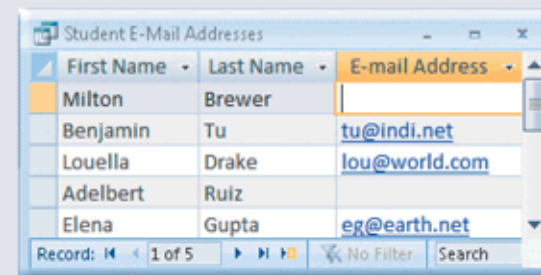 Student E-Mail Addresses
First Name Last Name E-mail Address
Milton Brewer
Benjamin Tu tu@indi.net
Louella Drake lou@world.com
Adelbert Ruiz
Elena Gupta eg@earth.net
Record: 1 of 5 No Filter Search